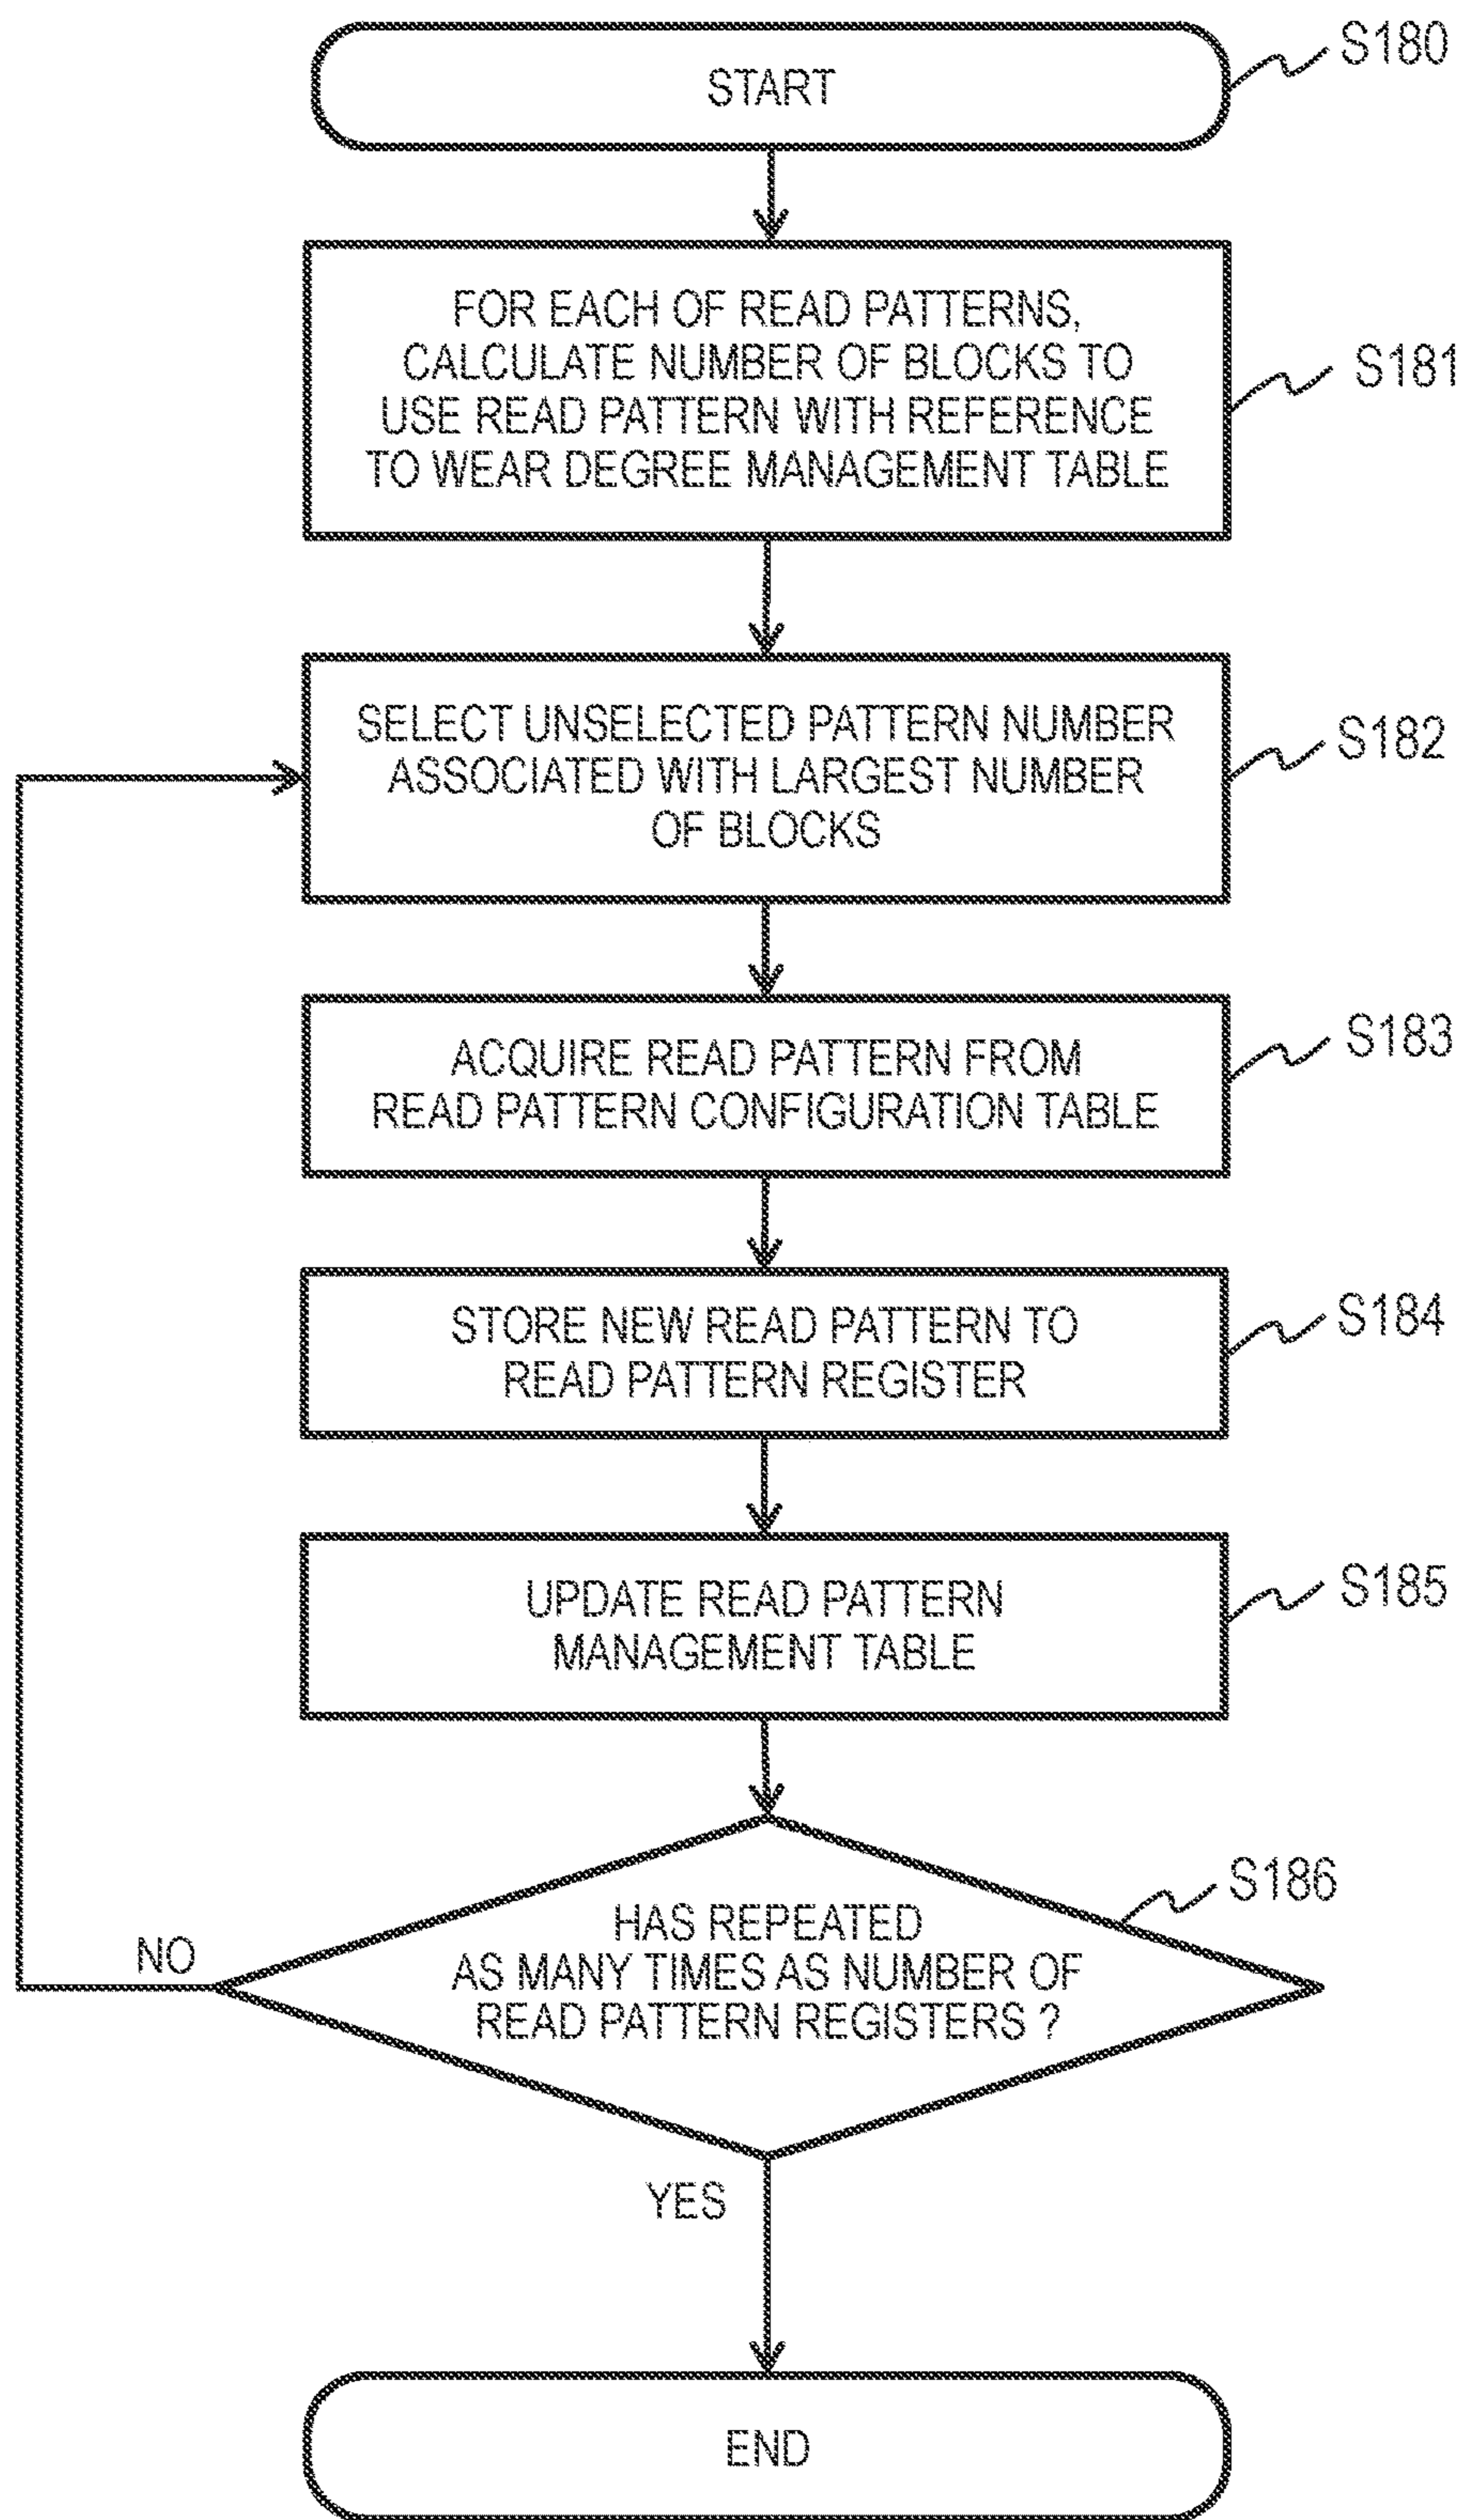 START
S180
FOR EACH OF READ PATTERNS,
CALCULATE NUMBER OF BLOCKS TO
USE READ PATTERN WITH REFERENCE
TO WEAR DEGREE MANAGEMENT TABLE
S181
SELECT UNSELECTED PATTERN NUMBER
ASSOCIATED WITH LARGEST NUMBER
OF BLOCKS
S182
ACQUIRE READ PATTERN FROM
READ PATTERN CONFIGURATION TABLE
S183
STORE NEW READ PATTERN TO
READ PATTERN REGISTER
S184
UPDATE READ PATTERN
MANAGEMENT TABLE
S185
S186
HAS REPEATED
AS MANY TIMES AS NUMBER OF
READ PATTERN REGISTERS ?
NO
YES
END